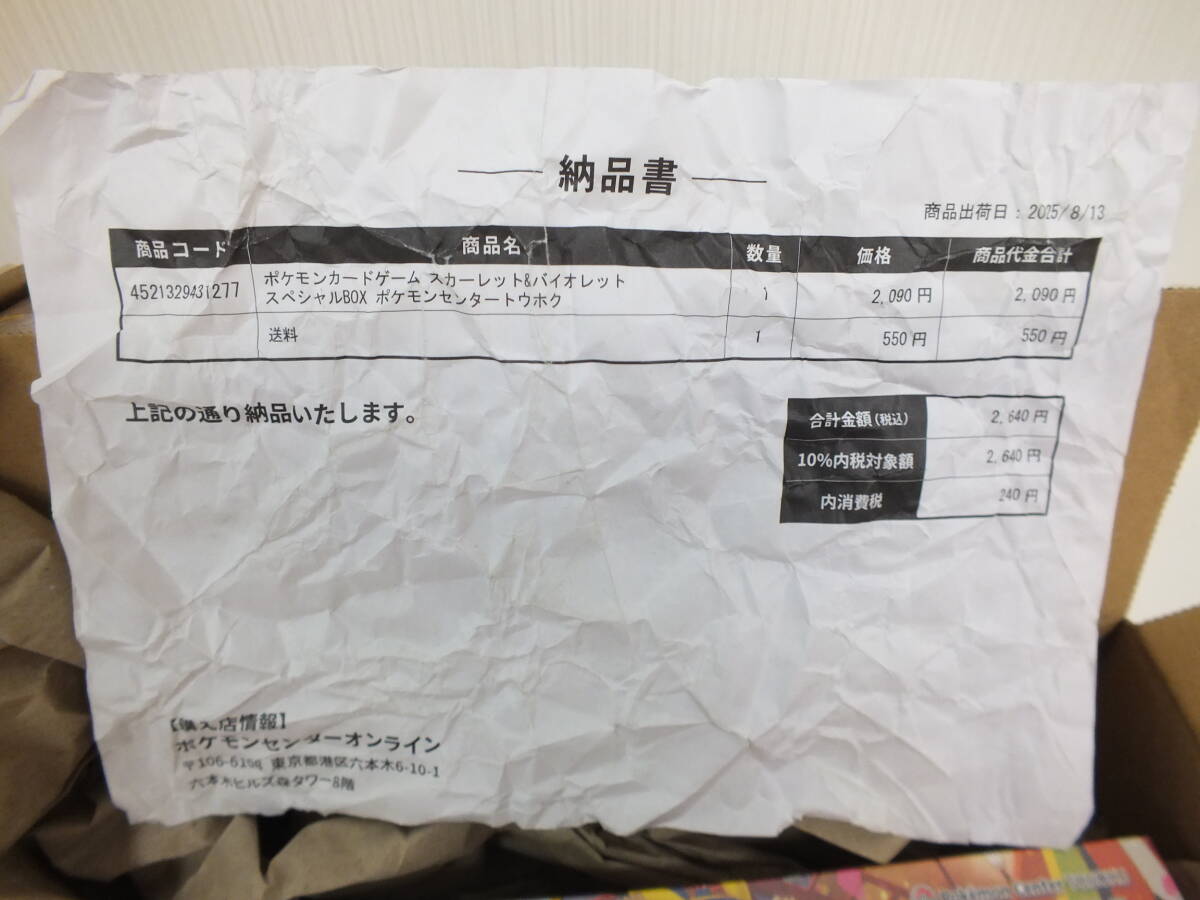 納品書
商品出荷日：2025/8/13
商品コード 商品名 数量 価格 商品代金合計
4521329431277 ポケモンカードゲーム スカーレット&バイオレット スペシャルBOX ポケモンセンタートウホク 1 2,090円 2,090円
送料 1 550円 550円
上記の通り納品いたします。
合計金額(税込) 2,640円
10%内税対象額 2,640円
内消費税 240円
【購入店情報】
ポケモンセンターオンライン
東京都港区六本木6-10-1
六本木ヒルズ森タワー8階
Pokémon Center